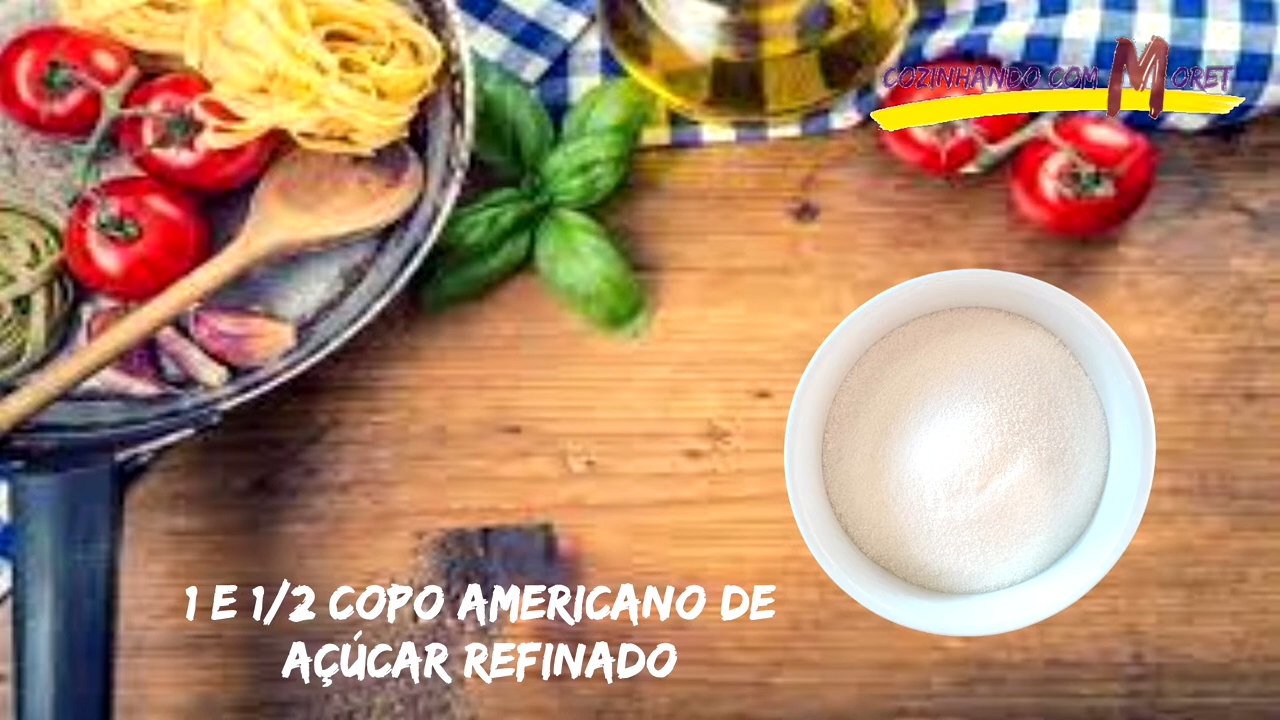 COZINHANDO COM MORET
1 E 1/2 COPO AMERICANO DE
AÇÚCAR REFINADO